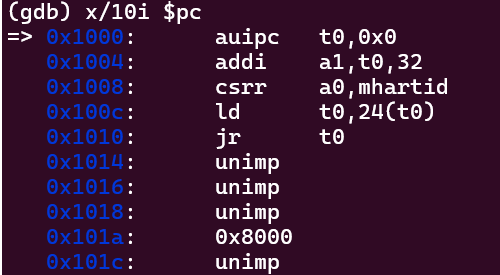 (gdb) x/10i $pc
=> 0x1000: auipc t0,0x0
0x1004: addi a1,t0,32
0x1008: csrr a0,mhartid
0x100c: ld t0,24(t0)
0x1010: jr t0
0x1014: unimp
0x1016: unimp
0x1018: unimp
0x101a: 0x8000
0x101c: unimp